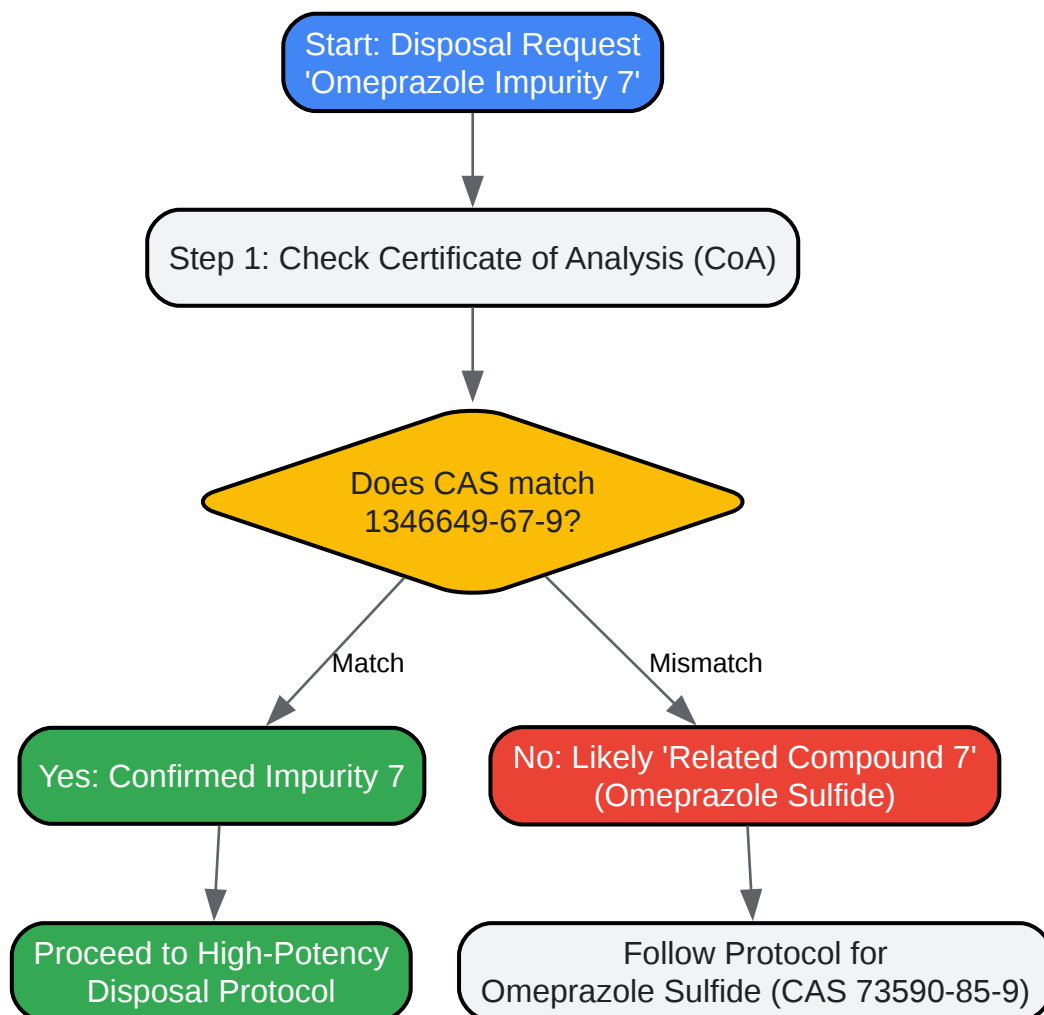 Start: Disposal Request
'Omeprazole Impurity 7'
Step 1: Check Certificate of Analysis (CoA)
Does CAS match
1346649-67-9?
Match
Mismatch
Yes: Confirmed Impurity 7
No: Likely 'Related Compound 7'
(Omeprazole Sulfide)
Proceed to High-Potency
Disposal Protocol
Follow Protocol for
Omeprazole Sulfide (CAS 73590-85-9)